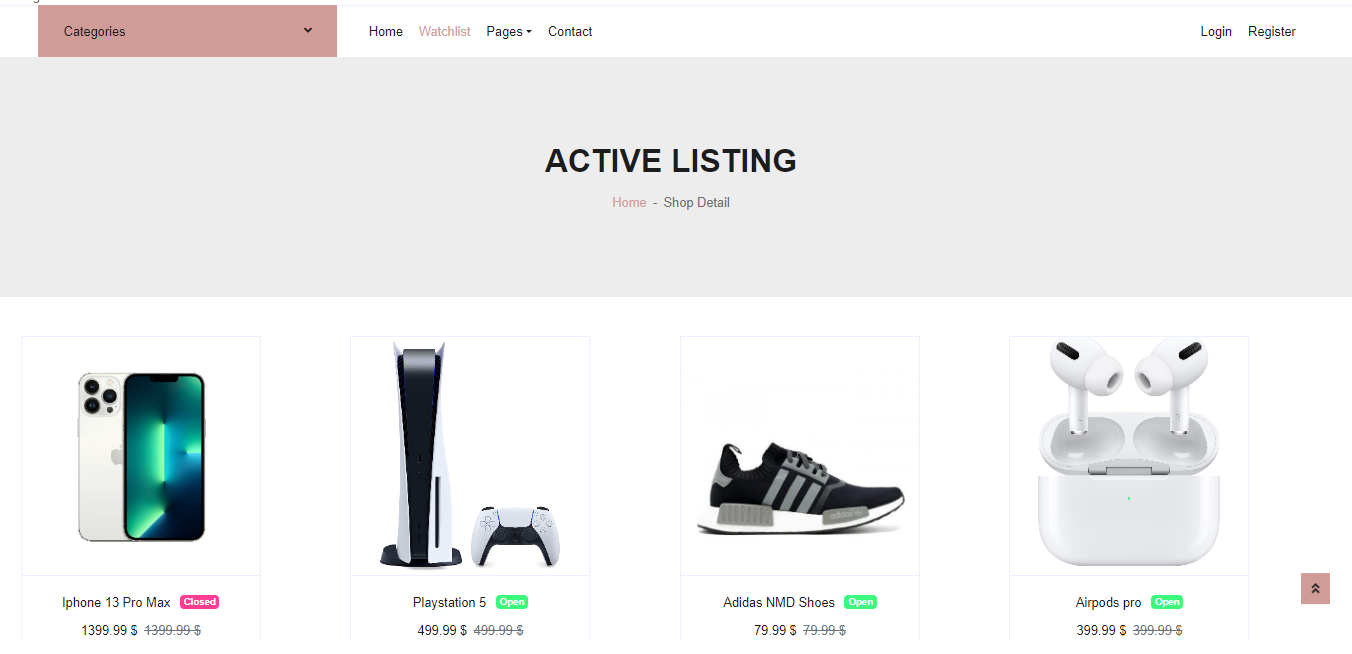 Categories
Home Watchlist Pages Contact
Login Register
ACTIVE LISTING
Home - Shop Detail
adidas
Iphone 13 Pro Max Closed
1399.99 $ 1399.99 $
Playstation 5 Open
499.99 $ 499.99 $
Adidas NMD Shoes Open
79.99 $ 79.99 $
Airpods pro Open
399.99 $ 399.99 $